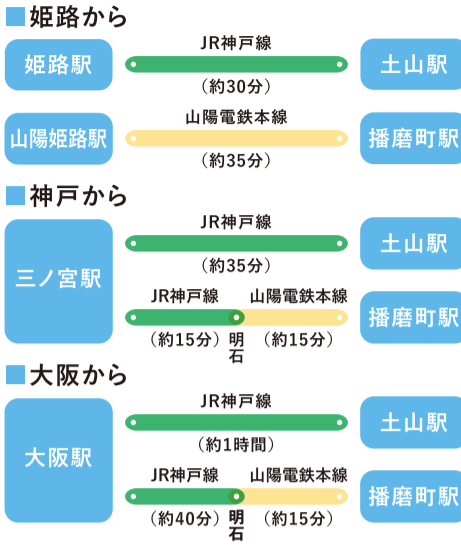 姫路から
JR神戸線
姫路駅
土山駅
(約30分)
山陽電鉄本線
山陽姫路駅
播磨町駅
(約35分)
神戸から
JR神戸線
三ノ宮駅
土山駅
(約35分)
JR神戸線 山陽電鉄本線
播磨町駅
(約15分) 明石 (約15分)
大阪から
JR神戸線
大阪駅
土山駅
(約1時間)
JR神戸線 山陽電鉄本線
播磨町駅
(約40分) 明石 (約15分)